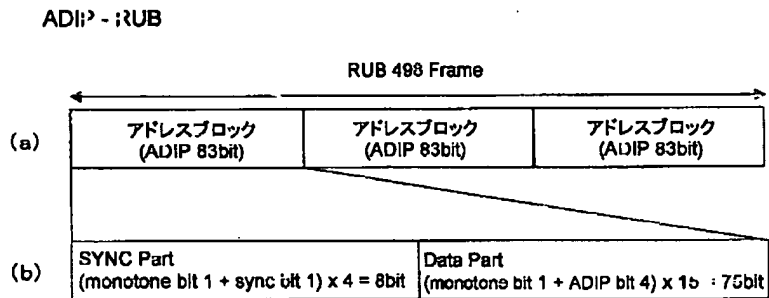 ADIP - RUB
RUB 498 Frame
(a)
アドレスブロック
(ADIP 83bit)
アドレスブロック
(ADIP 83bit)
アドレスブロック
(ADIP 83bit)
(b)
SYNC Part
(monotone bit 1 + sync bit 1) x 4 = 8bit
Data Part
(monotone bit 1 + ADIP bit 4) x 15 = 75bit